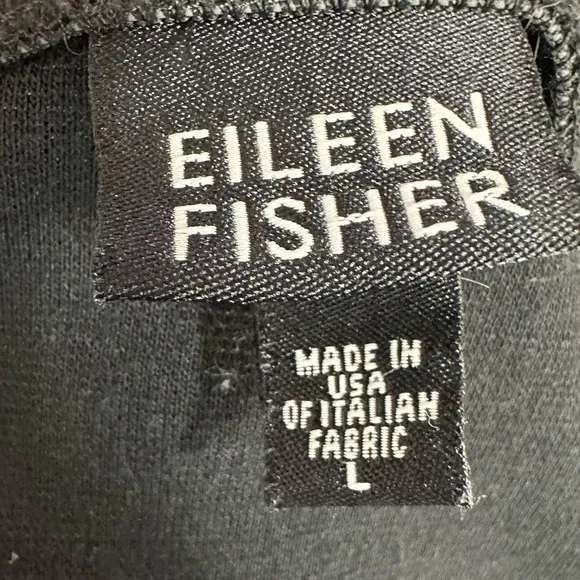 EILEEN
FISHER
MADE IN
USA
OF ITALIAN
FABRIC
L